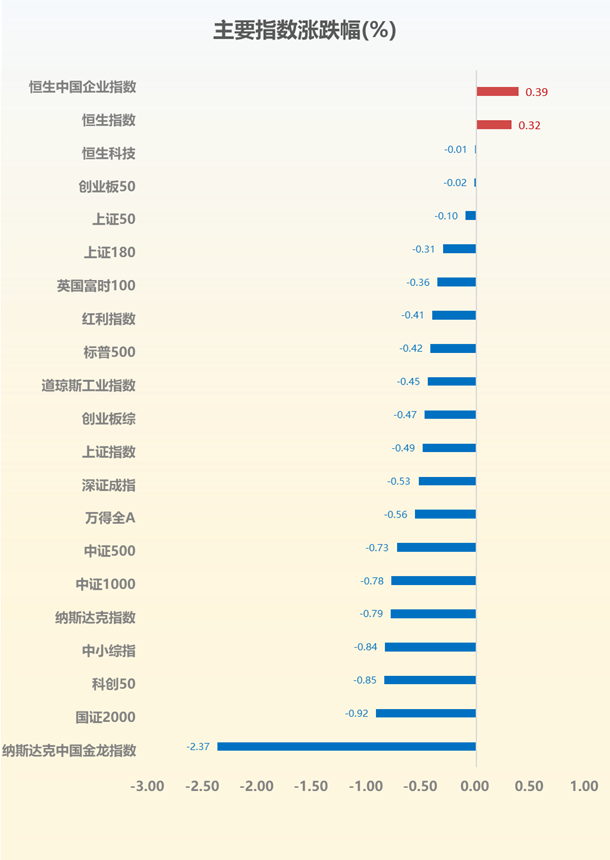 主要指数涨跌幅(%)
恒生中国企业指数 0.39
恒生指数 0.32
恒生科技 -0.01
创业板50 -0.02
上证50 -0.10
上证180 -0.31
英国富时100 -0.36
红利指数 -0.41
标普500 -0.42
道琼斯工业指数 -0.45
创业板综 -0.47
上证指数 -0.49
深证成指 -0.53
万得全A -0.56
中证500 -0.73
中证1000 -0.78
纳斯达克指数 -0.79
中小综指 -0.84
科创50 -0.85
国证2000 -0.92
纳斯达克中国金龙指数 -2.37
-3.00 -2.50 -2.00 -1.50 -1.00 -0.50 0.00 0.50 1.00